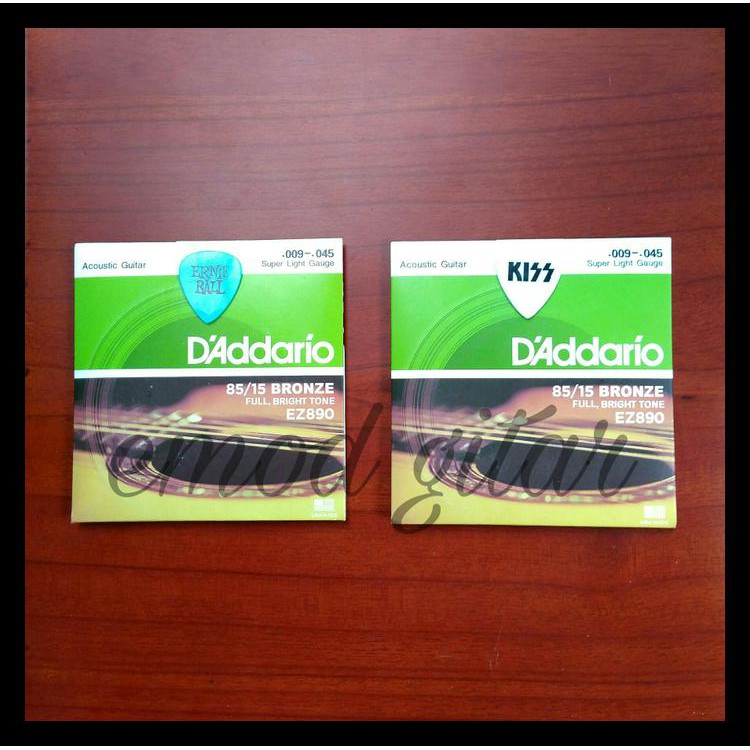 Acoustic Guitar
ERNIE
BALL
.009-.045
Super Light Gauge
D'Addario
85/15 BRONZE
FULL, BRIGHT TONE
EZ890
Acoustic Guitar
KISS
.009-.045
Super Light Gauge
D'Addario
85/15 BRONZE
FULL, BRIGHT TONE
EZ890
emod gitar